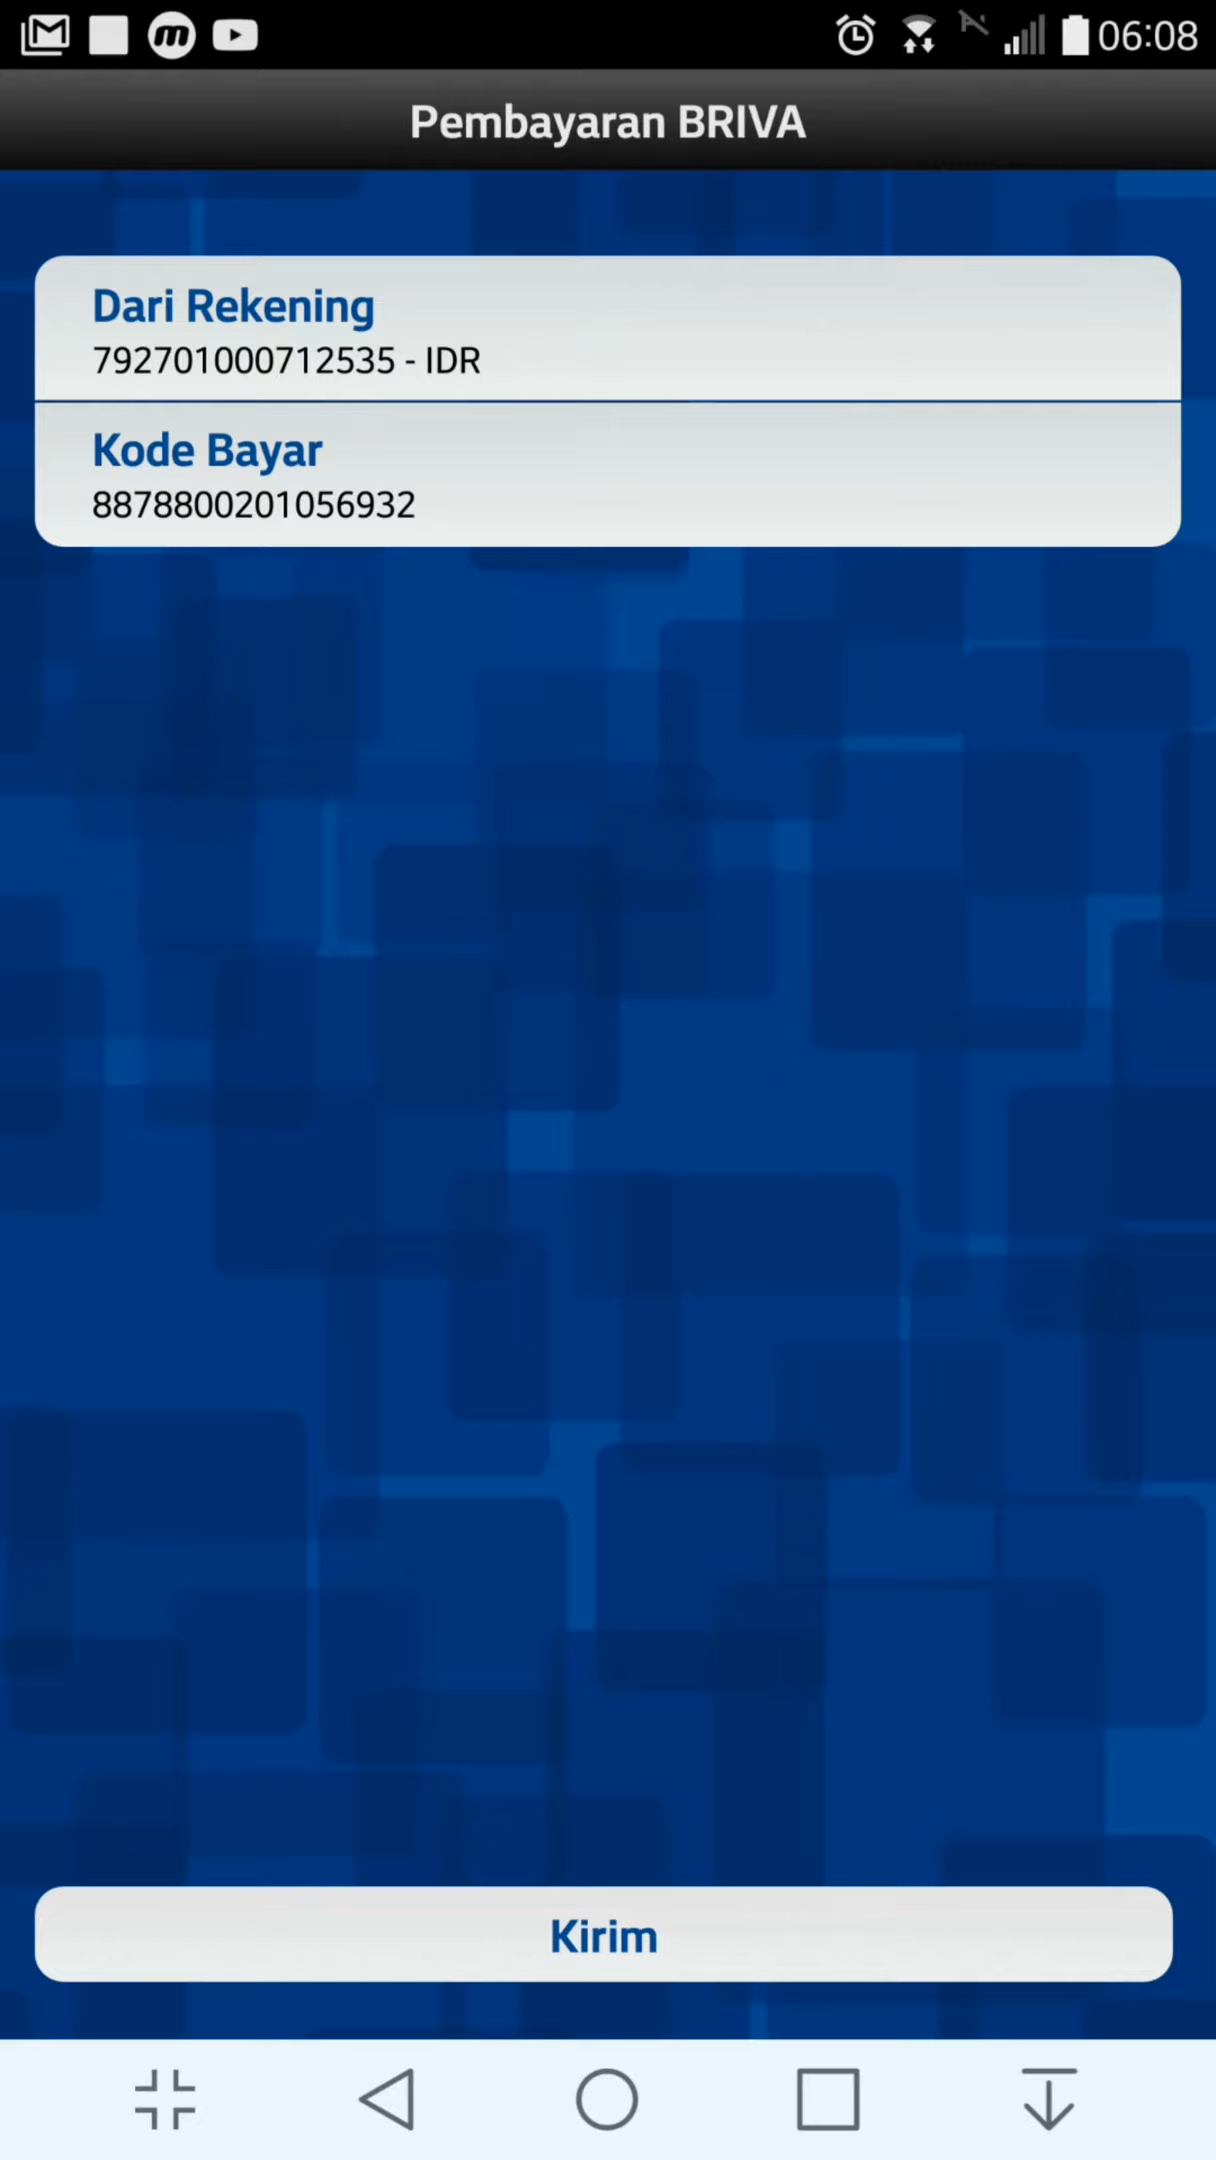 06:08
Pembayaran BRIVA
Dari Rekening
792701000712535 - IDR
Kode Bayar
8878800201056932
Kirim